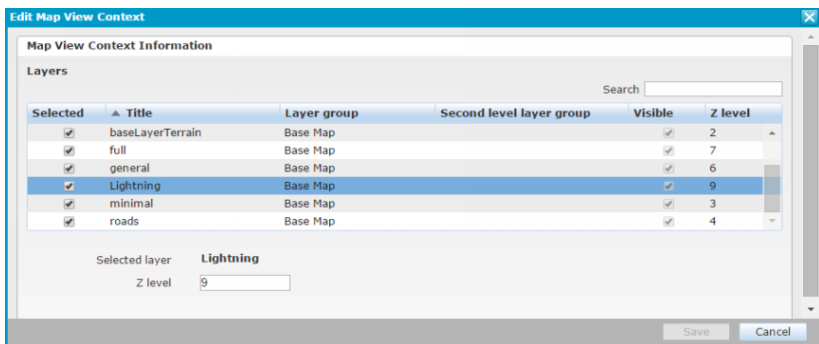 Edit Map View Context
Map View Context Information
Layers
Search
Selected Title Layer group Second level layer group Visible Z level
baseLayerTerrain Base Map 2
full Base Map 7
general Base Map 6
Lightning Base Map 9
minimal Base Map 3
roads Base Map 4
Selected layer Lightning
Z level 9
Save Cancel